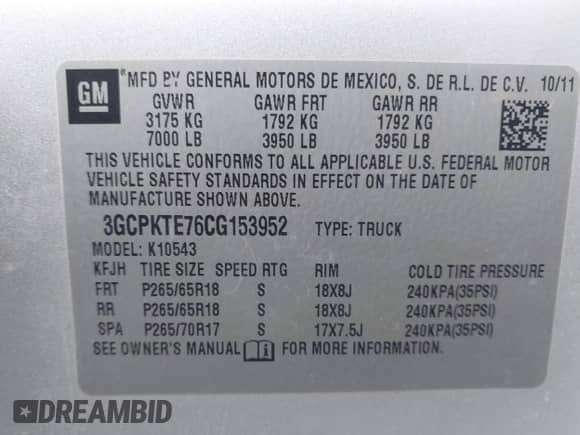 GM
MFD BY GENERAL MOTORS DE MEXICO, S. DE R.L. DE C.V. 10/11
GVWR GAWR FRT GAWR RR
3175 KG 1792 KG 1792 KG
7000 LB 3950 LB 3950 LB
THIS VEHICLE CONFORMS TO ALL APPLICABLE U.S. FEDERAL MOTOR
VEHICLE SAFETY STANDARDS IN EFFECT ON THE DATE OF
MANUFACTURE SHOWN ABOVE.
3GCPKTE76CG153952 TYPE: TRUCK
MODEL: K10543
KFJH TIRE SIZE SPEED RTG RIM COLD TIRE PRESSURE
FRT P265/65R18 S 18X8J 240KPA(35PSI)
RR P265/65R18 S 18X8J 240KPA(35PSI)
SPA P265/70R17 S 17X7.5J 240KPA(35PSI)
SEE OWNER'S MANUAL FOR MORE INFORMATION.
DREAMBID